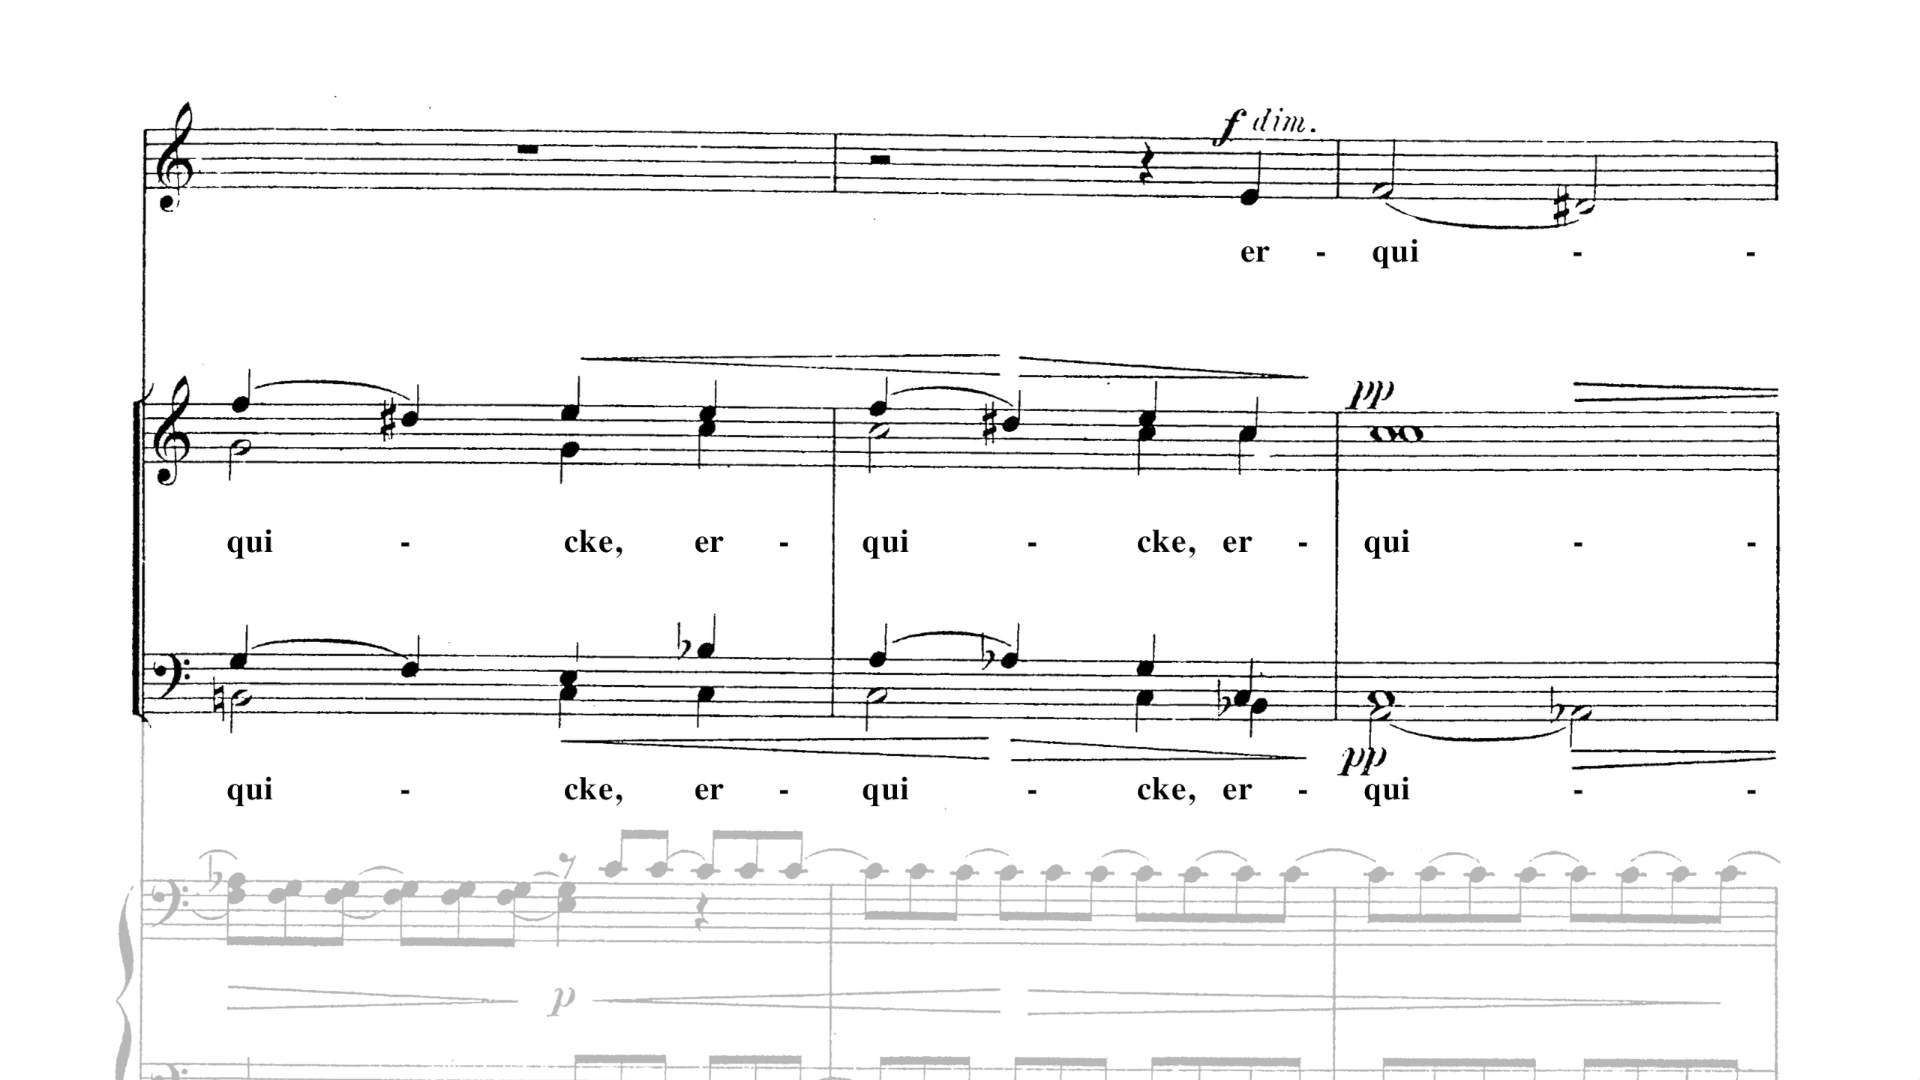 f dim.
er - qui - -
pp
qui - cke, er - qui - cke, er - qui - -
pp
qui - cke, er - qui - cke, er - qui - -
p